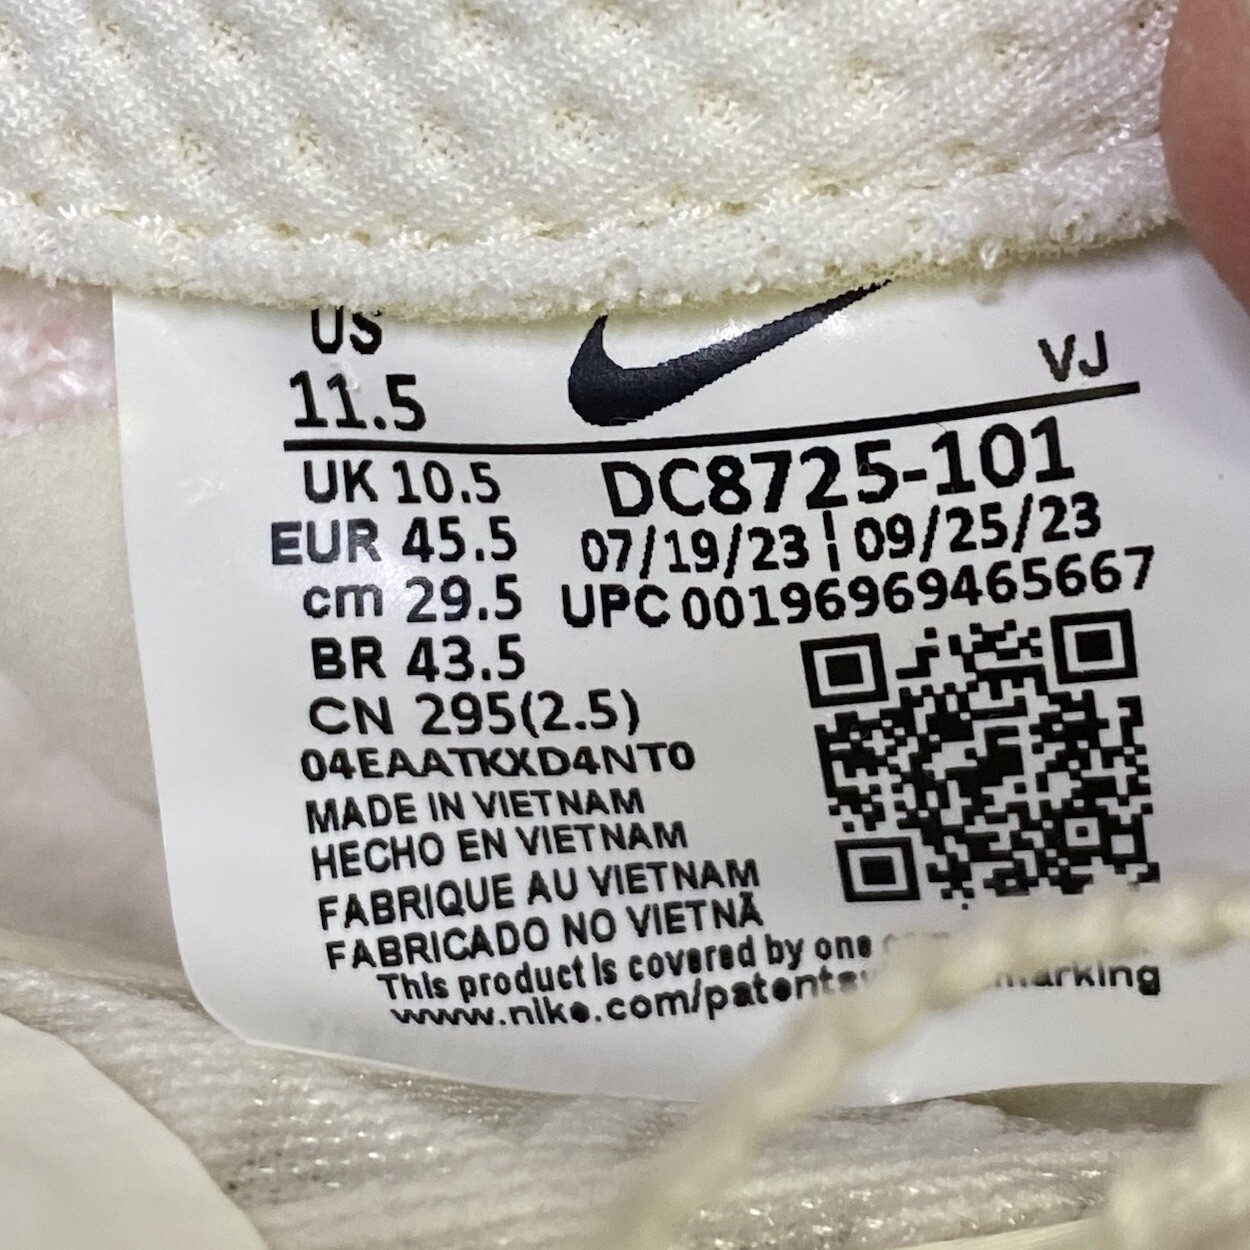 US
11.5
VJ
UK 10.5
DC8725-101
EUR 45.5
07/19/23 | 09/25/23
cm 29.5
UPC 00196969465667
BR 43.5
CN 295(2.5)
04EAATKXD4NT0
MADE IN VIETNAM
HECHO EN VIETNAM
FABRIQUE AU VIETNAM
FABRICADO NO VIETNÃ
This product is covered by one
www.nike.com/patents marking